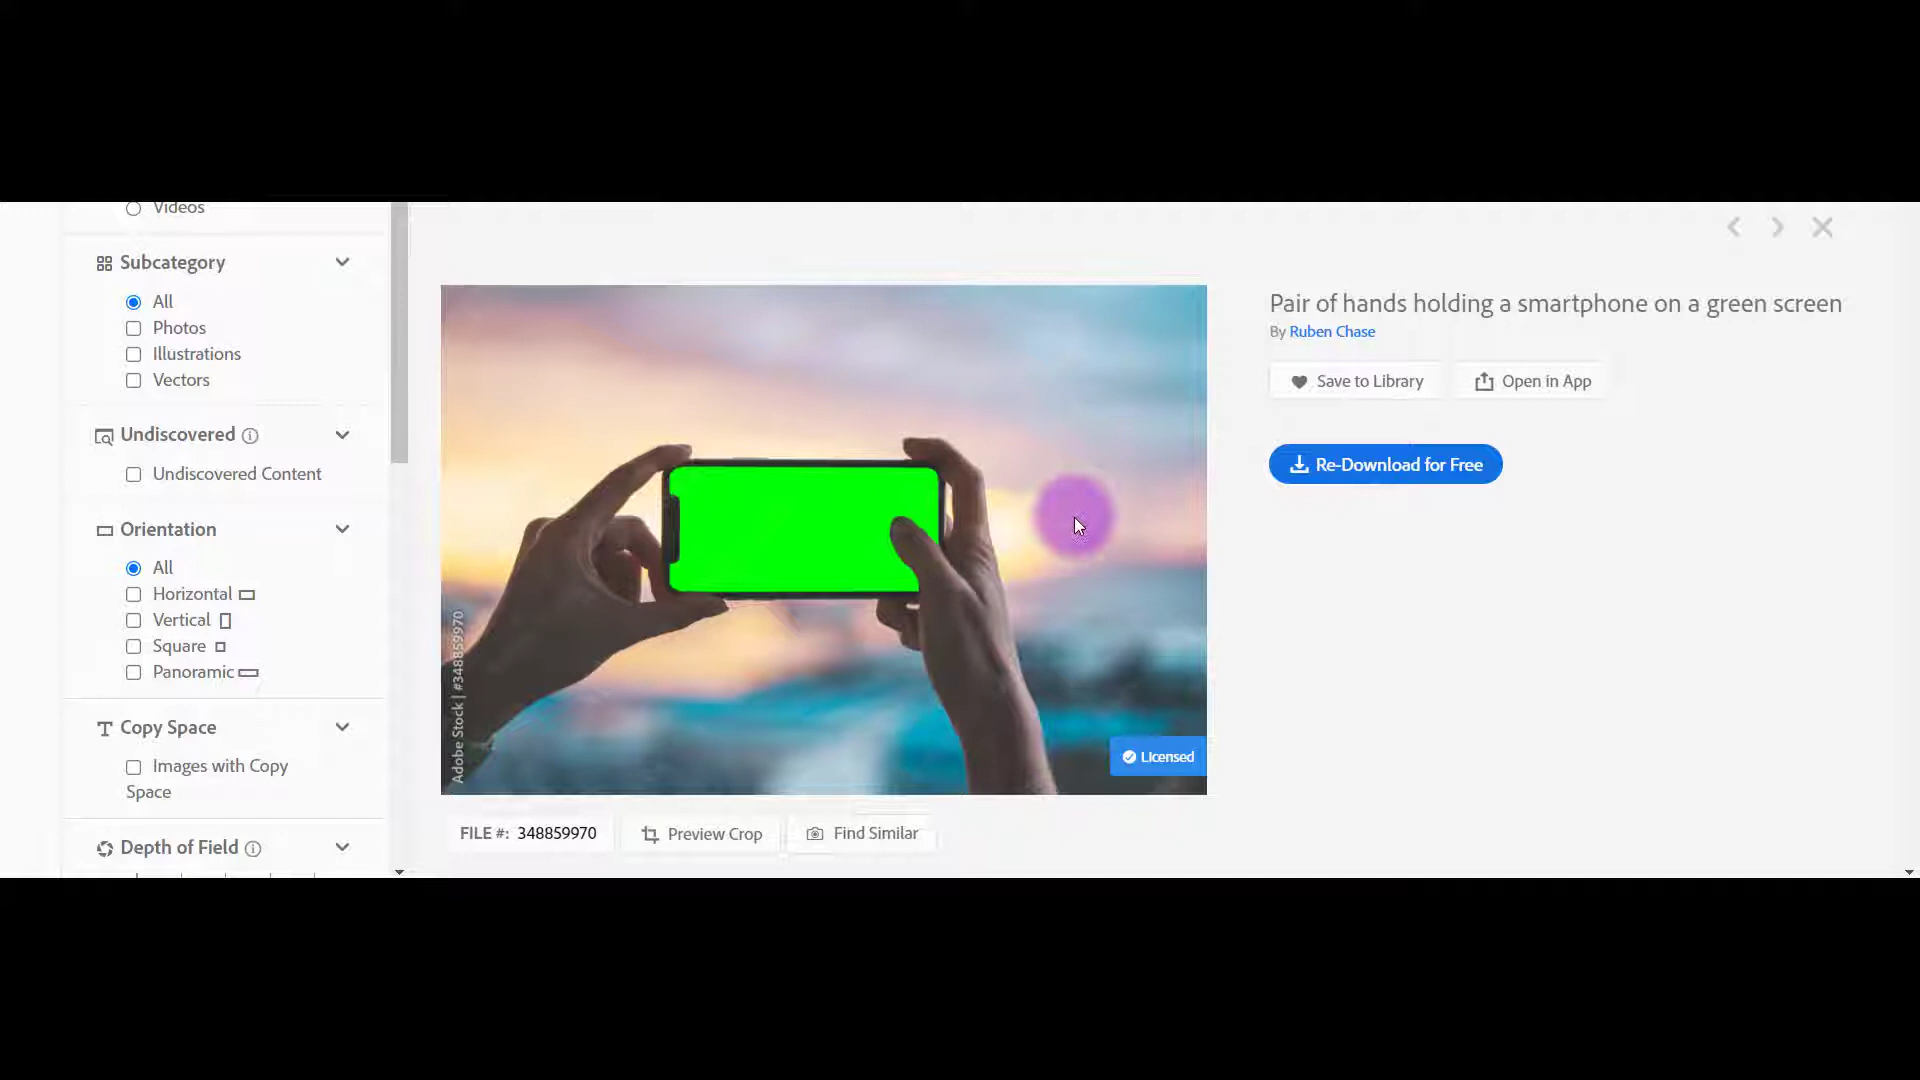 Videos
Subcategory
All
Photos
Illustrations
Vectors
Undiscovered
Undiscovered Content
Orientation
All
Horizontal
Vertical
Square
Panoramic
Copy Space
Images with Copy
Space
Depth of Field
Adobe Stock | #348859970
Licensed
FILE #: 348859970
Preview Crop
Find Similar
Pair of hands holding a smartphone on a green screen
By Ruben Chase
Save to Library
Open in App
Re-Download for Free